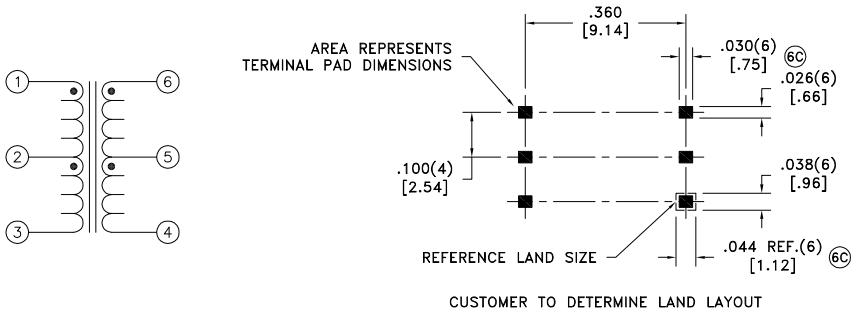 1
2
3
6
5
4
.360
[9.14]
AREA REPRESENTS
TERMINAL PAD DIMENSIONS
.030(6)
[.75]
6C
.026(6)
[.66]
.100(4)
[2.54]
.038(6)
[.96]
REFERENCE LAND SIZE
.044 REF.(6)
[1.12]
6C
CUSTOMER TO DETERMINE LAND LAYOUT